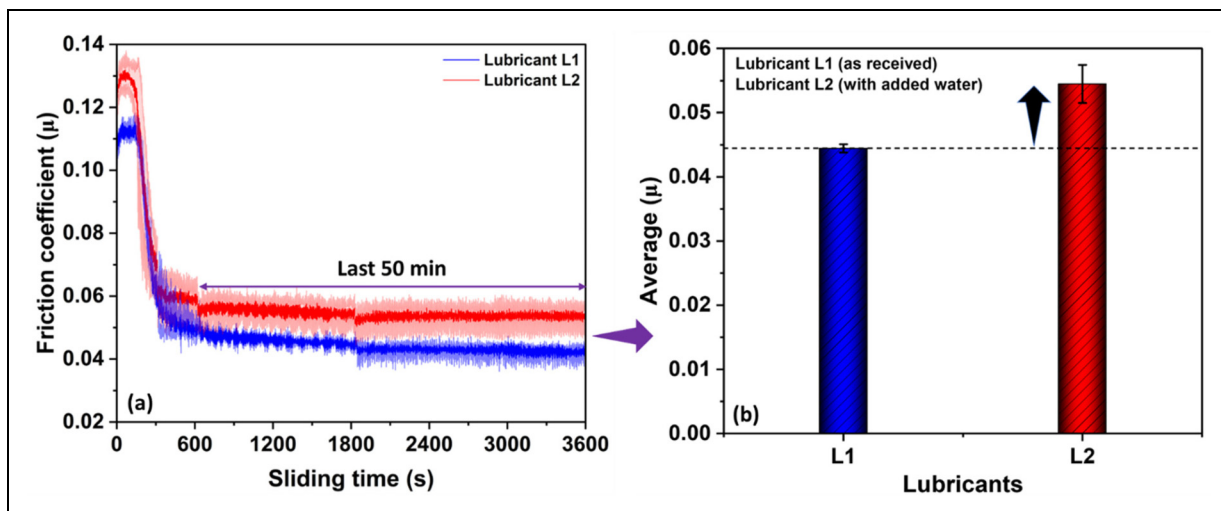 0.14
0.12
0.10
0.08
0.06
0.04
0.02
Friction coefficient (μ)
Lubricant L1
Lubricant L2
Last 50 min
(a)
0 600 1200 1800 2400 3000 3600
Sliding time (s)
0.06
0.05
0.04
0.03
0.02
0.01
0.00
Average (μ)
Lubricant L1 (as received)
Lubricant L2 (with added water)
(b)
L1 L2
Lubricants